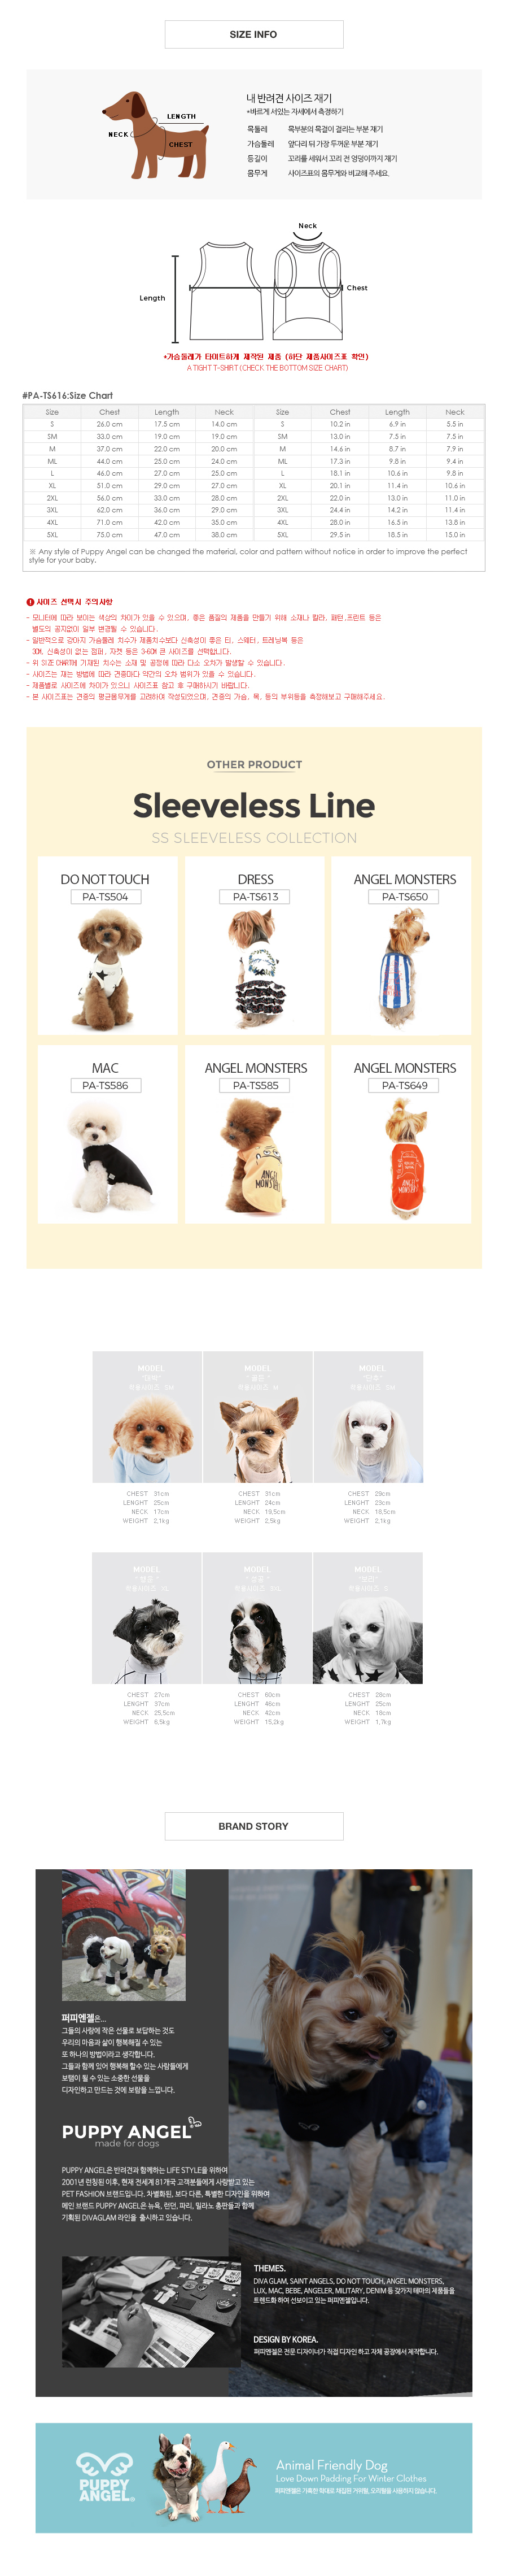 SIZE INFO
LENGTH
NECK
CHEST
내 반려견 사이즈 재기
*바르게 서있는 자세에서 측정하기
목둘레 목부분의 목걸이 걸리는 부분 재기
가슴둘레 앞다리 뒤 가장 두꺼운 부분 재기
등길이 꼬리를 세워서 꼬리 전 엉덩이까지 재기
몸무게 사이즈표의 몸무게와 비교해 주세요.
Neck
Chest
Length
*가슴둘레가 타이트하게 제작된 제품 (하단 제품사이즈표 확인)
A TIGHT T-SHIRT (CHECK THE BOTTOM SIZE CHART)
#PA-TS616:Size Chart
Size Chest Length Neck Size Chest Length Neck
S 26.0 cm 17.5 cm 14.0 cm S 10.2 in 6.9 in 5.5 in
SM 33.0 cm 19.0 cm 19.0 cm SM 13.0 in 7.5 in 7.5 in
M 37.0 cm 22.0 cm 20.0 cm M 14.6 in 8.7 in 7.9 in
ML 44.0 cm 25.0 cm 24.0 cm ML 17.3 in 9.8 in 9.4 in
L 46.0 cm 27.0 cm 25.0 cm L 18.1 in 10.6 in 9.8 in
XL 51.0 cm 29.0 cm 27.0 cm XL 20.1 in 11.4 in 10.6 in
2XL 56.0 cm 33.0 cm 28.0 cm 2XL 22.0 in 13.0 in 11.0 in
3XL 62.0 cm 36.0 cm 29.0 cm 3XL 24.4 in 14.2 in 11.4 in
4XL 71.0 cm 42.0 cm 35.0 cm 4XL 28.0 in 16.5 in 13.8 in
5XL 75.0 cm 47.0 cm 38.0 cm 5XL 29.5 in 18.5 in 15.0 in
※ Any style of Puppy Angel can be changed the material, color and pattern without notice in order to improve the perfect
style for your baby.
사이즈 선택시 주의사항
- 모니터에 따라 보이는 색상의 차이가 있을 수 있으며, 좋은 품질의 제품을 만들기 위해 소재나 컬러, 패턴,프린트 등은
별도의 공지없이 일부 변경될 수 있습니다.
- 일반적으로 강아지 가슴둘레 치수가 제품치수보다 신축성이 좋은 티, 스웨터, 트레닝복 등은
3CM, 신축성이 없는 점퍼, 자켓 등은 3-6CM 큰 사이즈를 선택합니다.
- 위 SIZE CHART에 기재된 치수는 소재 및 공정에 따라 다소 오차가 발생할 수 있습니다.
- 사이즈는 재는 방법에 따라 견종마다 약간의 오차 범위가 있을 수 있습니다.
- 제품별로 사이즈에 차이가 있으니 사이즈표 참고 후 구매하시기 바랍니다.
- 본 사이즈표는 견종의 평균몸무게를 고려하여 작성되었으며, 견종의 가슴, 목, 등의 부위등을 측정해보고 구매해주세요.
OTHER PRODUCT
Sleeveless Line
SS SLEEVELESS COLLECTION
DO NOT TOUCH DRESS ANGEL MONSTERS
PA-TS504 PA-TS613 PA-TS650
MAC ANGEL MONSTERS ANGEL MONSTERS
PA-TS586 PA-TS585 PA-TS649
ANGEL
MONSTER
MODEL MODEL MODEL
CHEST 31cm CHEST 31cm CHEST 29cm
LENGHT 25cm LENGHT 24cm LENGHT 23cm
NECK 17cm NECK 19,5cm NECK 18,5cm
WEIGHT 2,1kg WEIGHT 2,5kg WEIGHT 2,1kg
MODEL MODEL MODEL
CHEST 27cm CHEST 60cm CHEST 28cm
LENGHT 37cm LENGHT 46cm LENGHT 25cm
NECK 25,5cm NECK 42cm NECK 18cm
WEIGHT 6,5kg WEIGHT 15,2kg WEIGHT 1,7kg
BRAND STORY
퍼피엔젤은...
그들의 사랑에 작은 선물로 보답하는 것도
우리의 마음과 삶이 행복해질 수 있는
또 하나의 방법이라고 생각합니다.
그들과 함께 있어 행복해 할수 있는 사람들에게
보탬이 될 수 있는 소중한 선물을
디자인하고 만드는 것에 보람을 느낍니다.
PUPPY ANGEL
made for dogs
PUPPY ANGEL은 반려견과 함께하는 LIFE STYLE을 위하여
2001년 런칭된 이후, 현재 전세계 81개국 고객분들에게 사랑받고 있는
PET FASHION 브랜드입니다. 차별화된, 보다 다른, 특별한 디자인을 위하여
메인 브랜드 PUPPY ANGEL은 뉴욕, 런던, 파리, 밀라노 총판들과 함께
기획된 DIVAGLAM 라인을 출시하고 있습니다.
THEMES.
DIVA GLAM, SAINT ANGELS, DO NOT TOUCH, ANGEL MONSTERS,
LUX, MAC, BEBE, ANGELER, MILITARY, DENIM 등 갖가지 테마의 제품들을
트렌드화 하여 선보이고 있는 퍼피엔젤입니다.
DESIGN BY KOREA.
퍼피엔젤은 전문 디자이너가 직접 디자인 하고 자체 공장에서 제작합니다.
PUPPY
ANGEL
Animal Friendly Dog
Love Down Padding For Winter Clothes
퍼피엔젤은 가혹한 학대로 채집된 거위털, 오리털을 사용하지 않습니다.